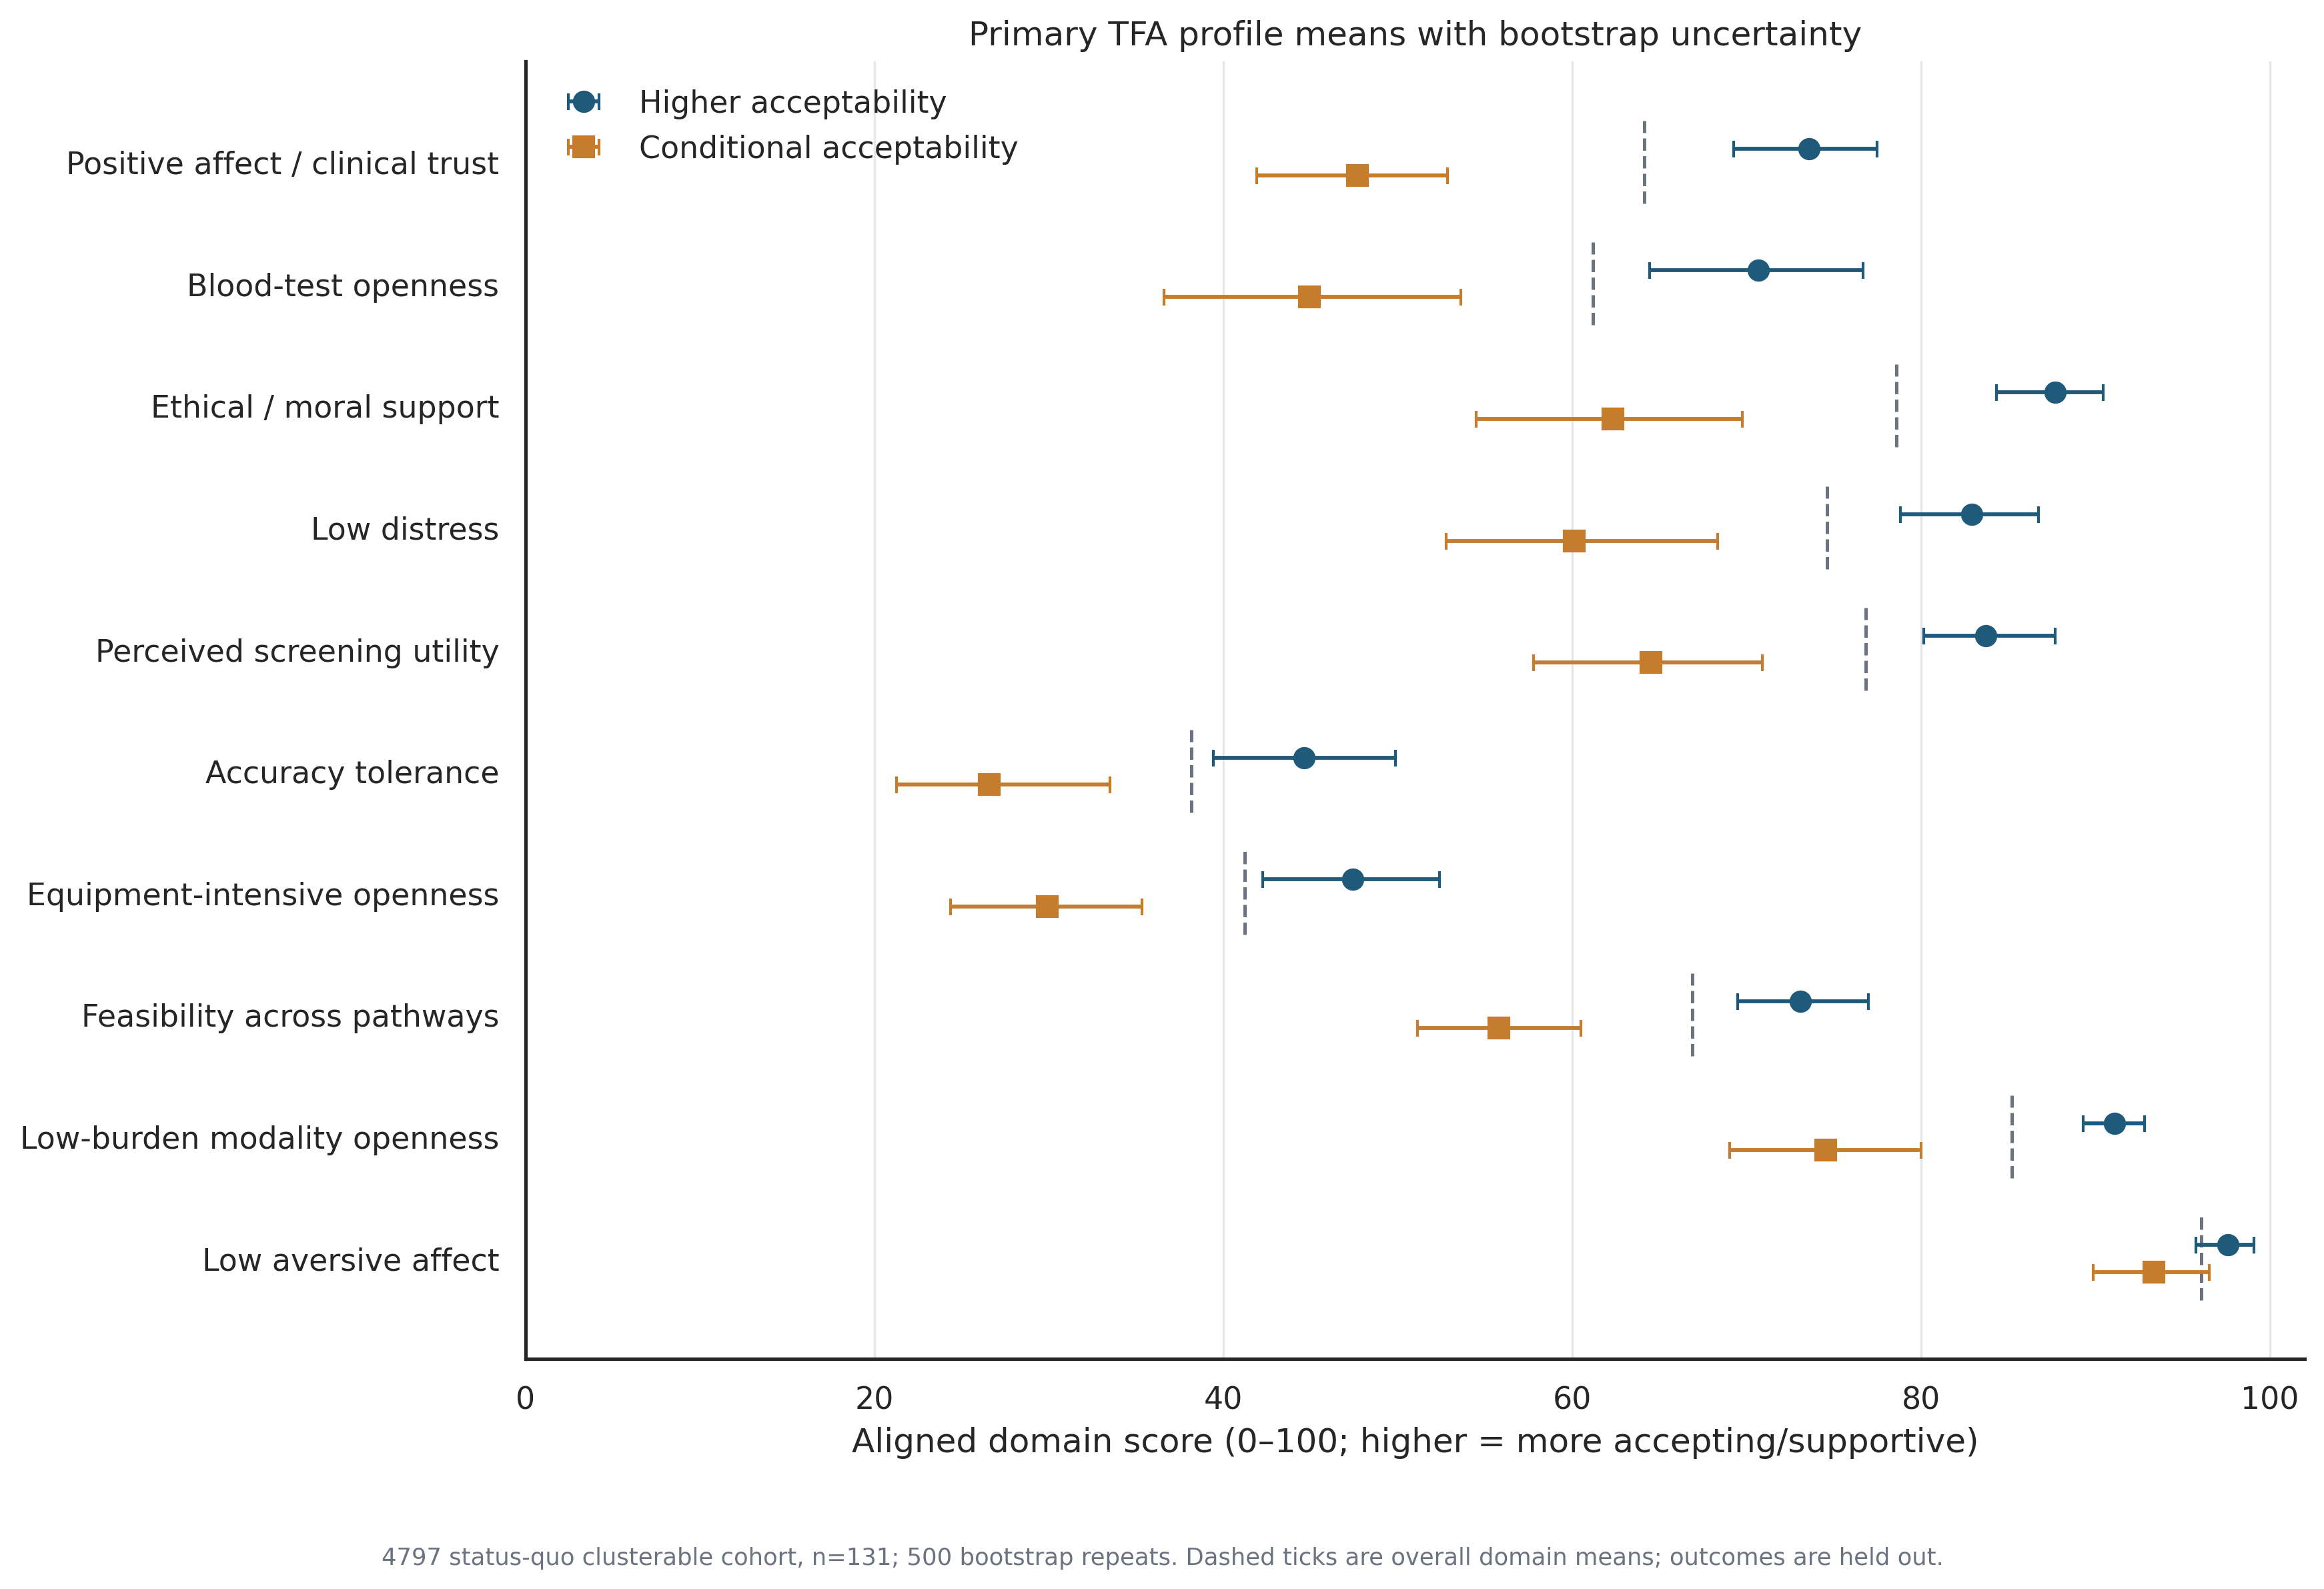 Primary TFA profile means with bootstrap uncertainty
Higher acceptability
Conditional acceptability
Positive affect / clinical trust
Blood-test openness
Ethical / moral support
Low distress
Perceived screening utility
Accuracy tolerance
Equipment-intensive openness
Feasibility across pathways
Low-burden modality openness
Low aversive affect
0 20 40 60 80 100
Aligned domain score (0–100; higher = more accepting/supportive)
4797 status-quo clusterable cohort, n=131; 500 bootstrap repeats. Dashed ticks are overall domain means; outcomes are held out.